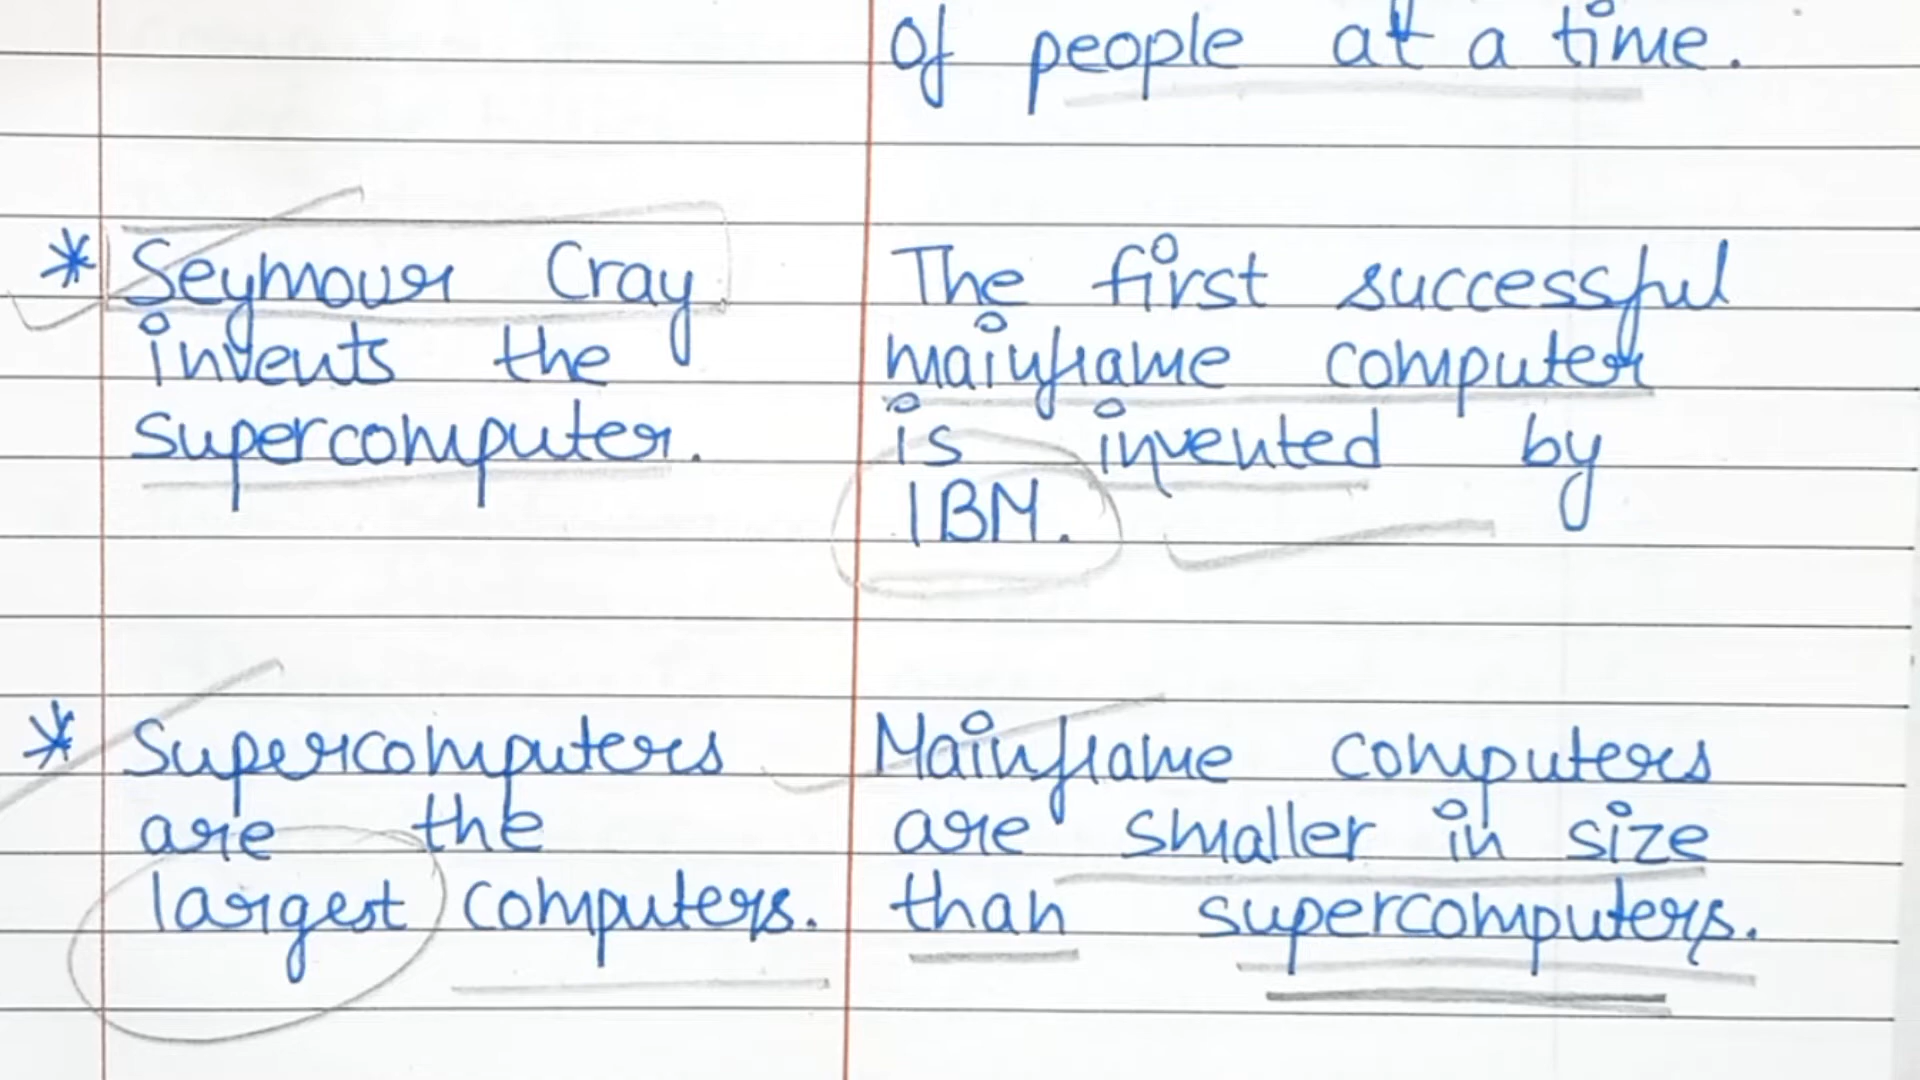 of people at a time.
* Seymour Cray
invents the
supercomputer.
The first successful
mainframe computer
is invented by
IBM.
* Supercomputers
are the
largest computers.
Mainframe computers
are smaller in size
than supercomputers.